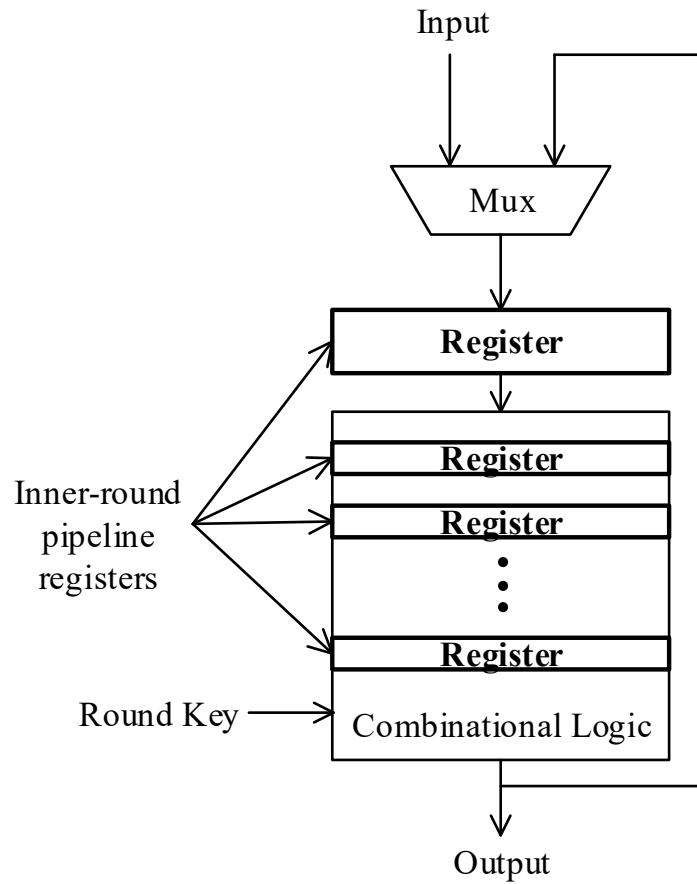 Input
Mux
Register
Register
Inner-round
pipeline
registers
Register
Register
Round Key
Combinational Logic
Output